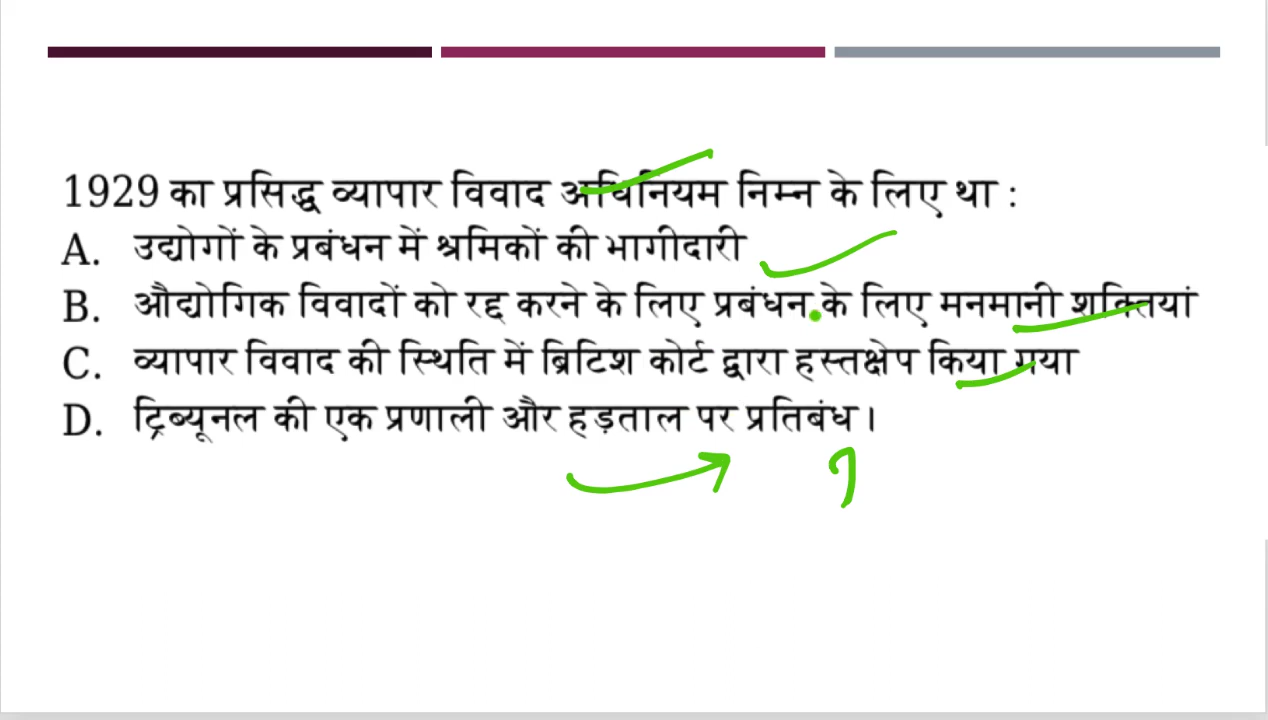 1929 का प्रसिद्ध व्यापार विवाद अधिनियम निम्न के लिए था :
A. उद्योगों के प्रबंधन में श्रमिकों की भागीदारी
B. औद्योगिक विवादों को रद्द करने के लिए प्रबंधन के लिए मनमानी शक्तियां
C. व्यापार विवाद की स्थिति में ब्रिटिश कोर्ट द्वारा हस्तक्षेप किया गया
D. ट्रिब्यूनल की एक प्रणाली और हड़ताल पर प्रतिबंध।